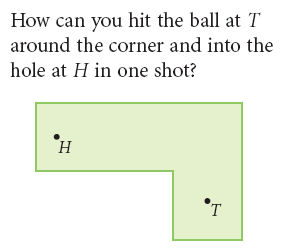 How can you hit the ball at T
around the corner and into the
hole at H in one shot?
H
T